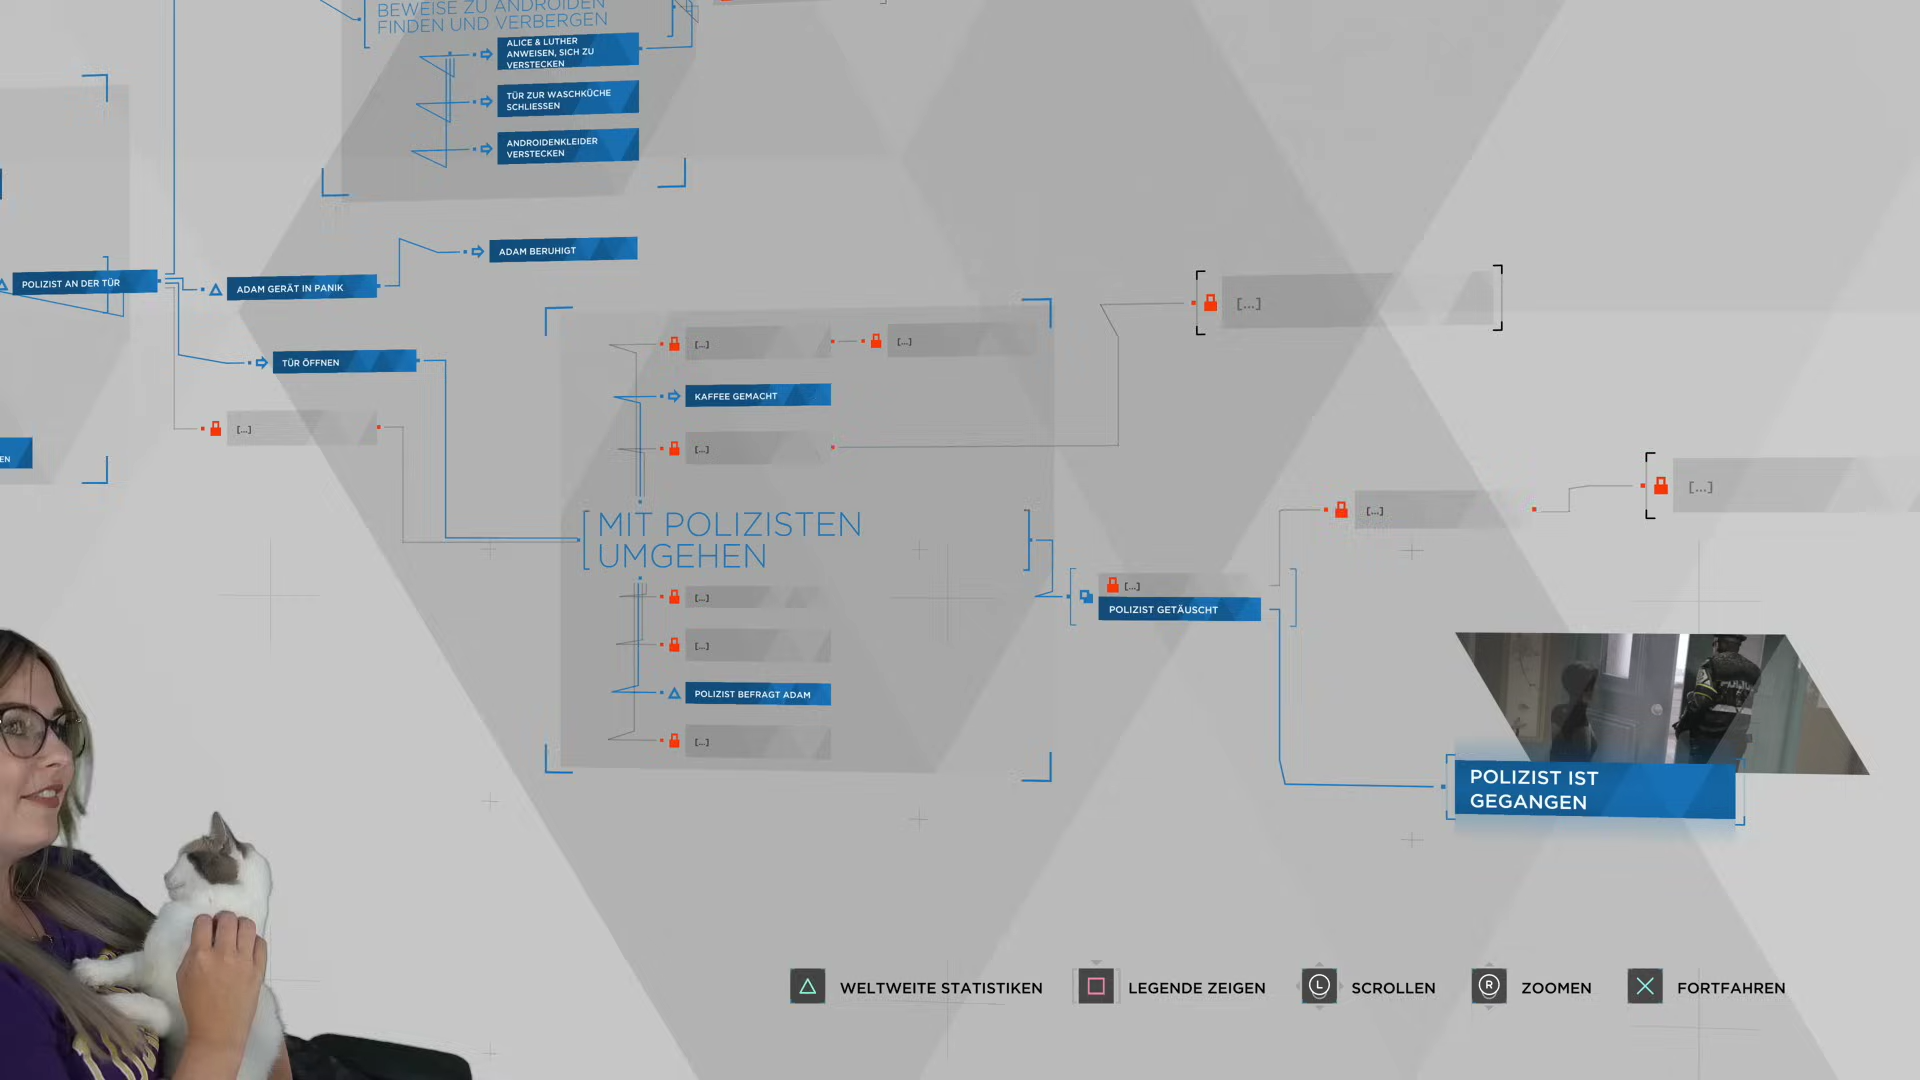 BEWEISE ZU ANDROIDEN
FINDEN UND VERBERGEN
ALICE & LUTHER
ANWEISEN, SICH ZU
VERSTECKEN
TÜR ZUR WASCHKÜCHE
SCHLIESSEN
ANDROIDENKLEIDER
VERSTECKEN
ADAM BERUHIGT
POLIZIST AN DER TÜR
ADAM GERÄT IN PANIK
[...]
[...]
[...]
TÜR ÖFFNEN
KAFFEE GEMACHT
[...]
[...]
EN
[...]
[...]
MIT POLIZISTEN
UMGEHEN
[...]
[...]
POLIZIST GETÄUSCHT
[...]
POLIZIST BEFRAGT ADAM
[...]
POLIZIST IST
GEGANGEN
WELTWEITE STATISTIKEN
LEGENDE ZEIGEN
L
SCROLLEN
R
ZOOMEN
FORTFAHREN